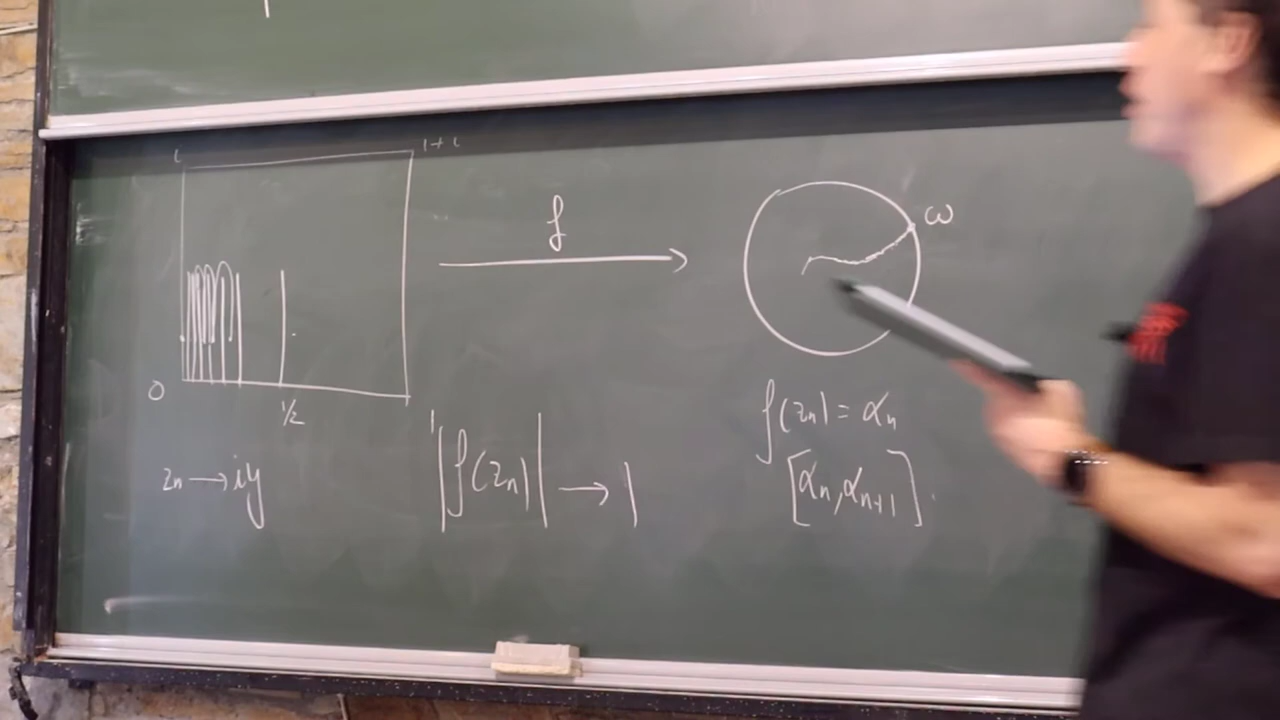 i 1+i
f
ω
0
1/2
f(zn) = αn
zn → iy
|f(zn)| → 1
[αn, αn+1].